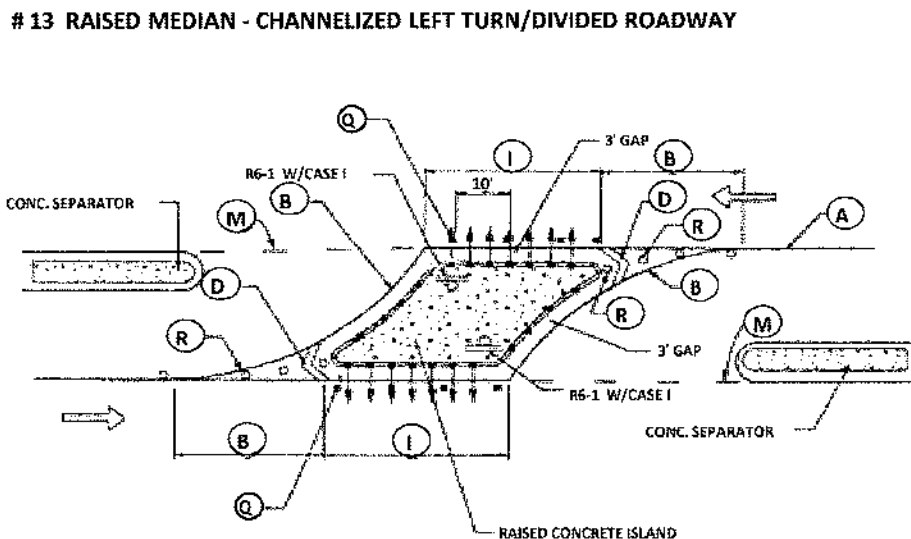 # 13 RAISED MEDIAN - CHANNELIZED LEFT TURN/DIVIDED ROADWAY
Q
I
3' GAP
B
R6-1 W/CASE I
10'
CONC. SEPARATOR
B
D
M
R
A
D
B
R
R
M
3' GAP
R6-1 W/CASE I
CONC. SEPARATOR
B
I
Q
RAISED CONCRETE ISLAND